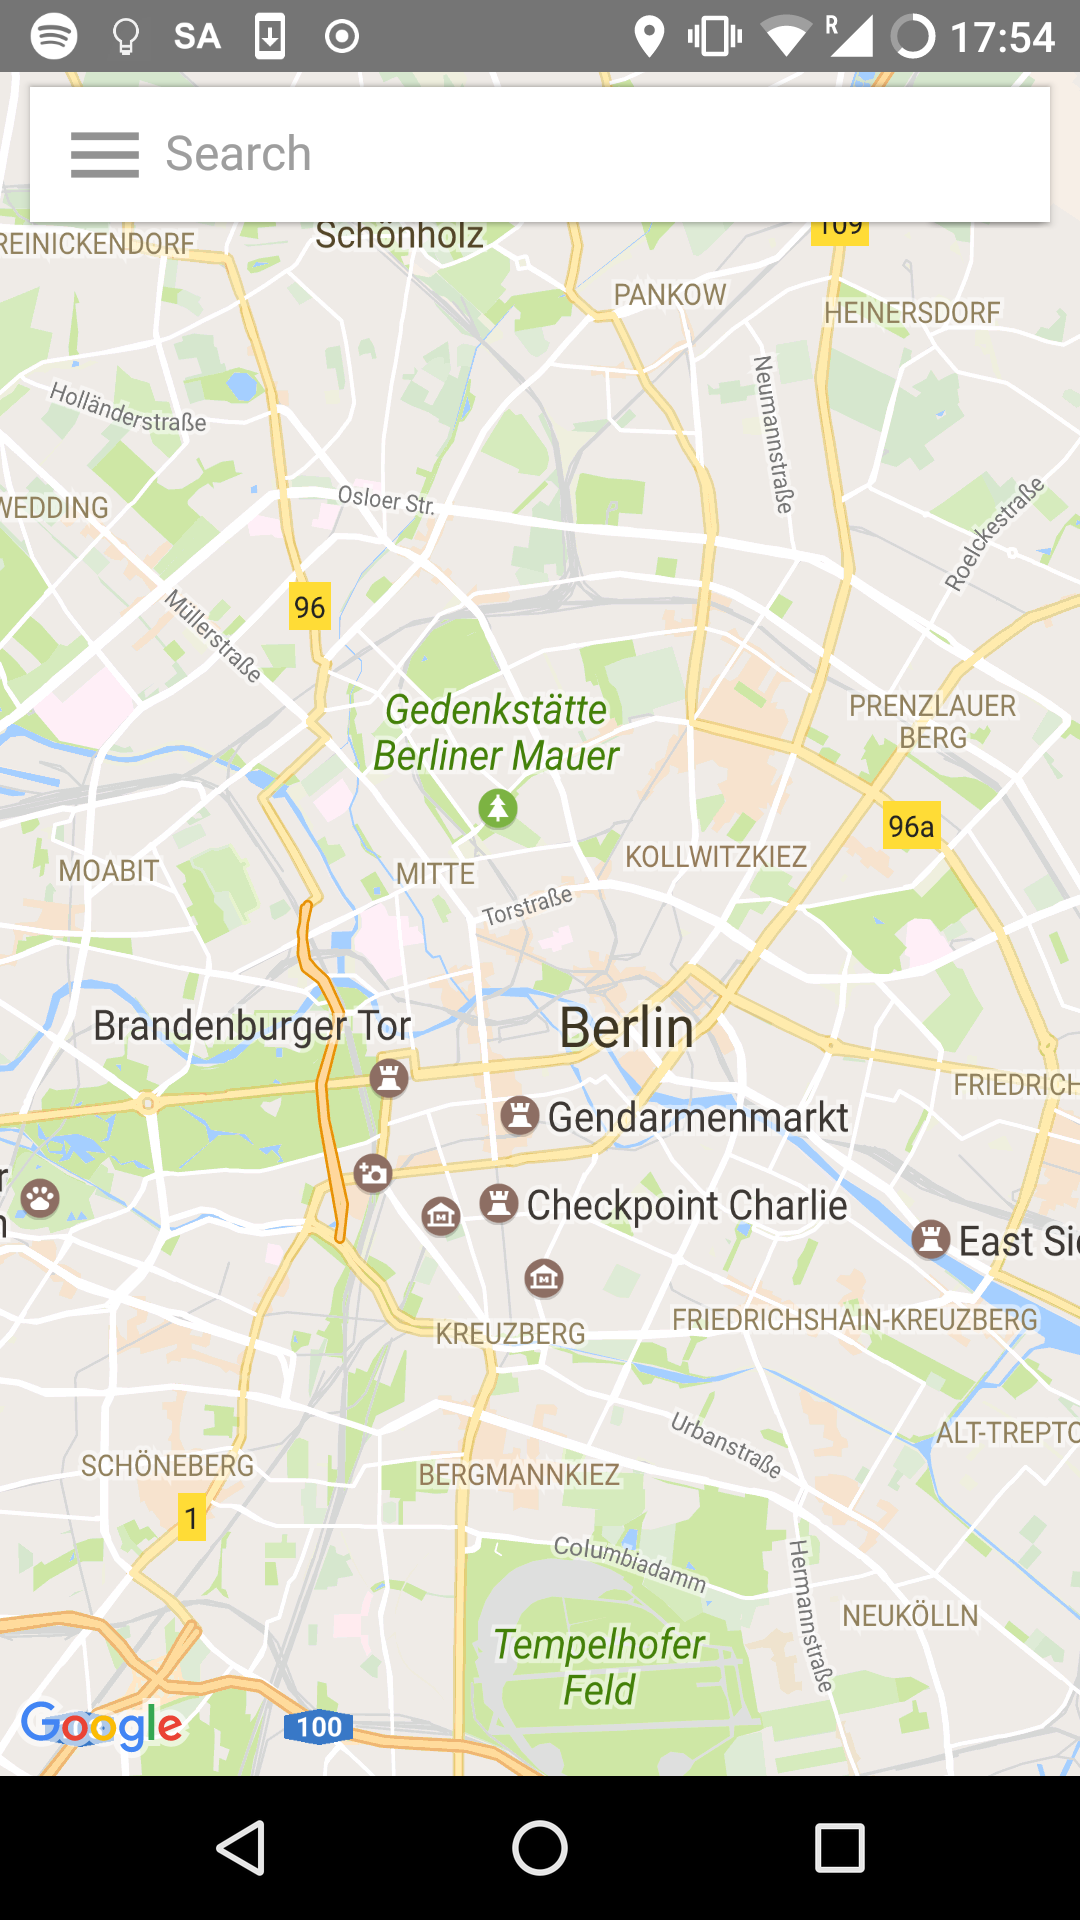 SA
R
17:54
Search
REINICKENDORF
Schönholz
109
PANKOW
HEINERSDORF
Holländerstraße
Neumannstraße
Osloer Str.
WEDDING
Roelckestraße
Müllerstraße
96
Gedenkstätte
Berliner Mauer
PRENZLAUER
BERG
96a
MOABIT
MITTE
KOLLWITZKIEZ
Torstraße
Brandenburger Tor
Berlin
FRIEDRICH
Gendarmenmarkt
r
n
Checkpoint Charlie
East Sid
KREUZBERG
FRIEDRICHSHAIN-KREUZBERG
Urbanstraße
ALT-TREPTO
SCHÖNEBERG
BERGMANNKIEZ
1
Columbiadamm
Hermannstraße
NEUKÖLLN
Tempelhofer
Feld
Google
100